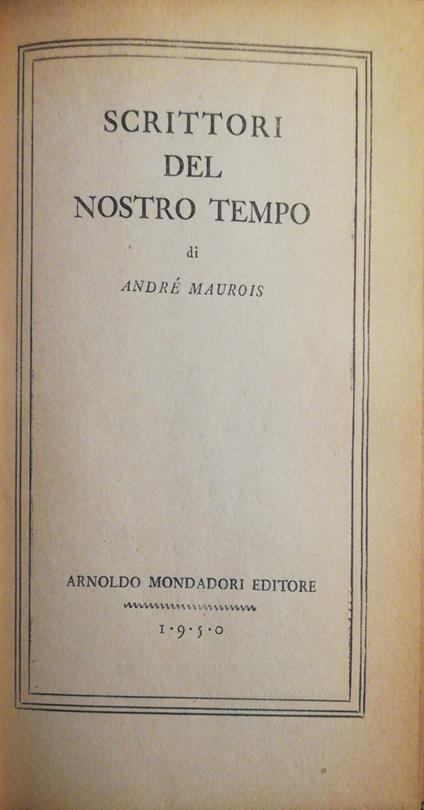 SCRITTORI
DEL
NOSTRO TEMPO
di
ANDRÉ MAUROIS
ARNOLDO MONDADORI EDITORE
1·9·5·0